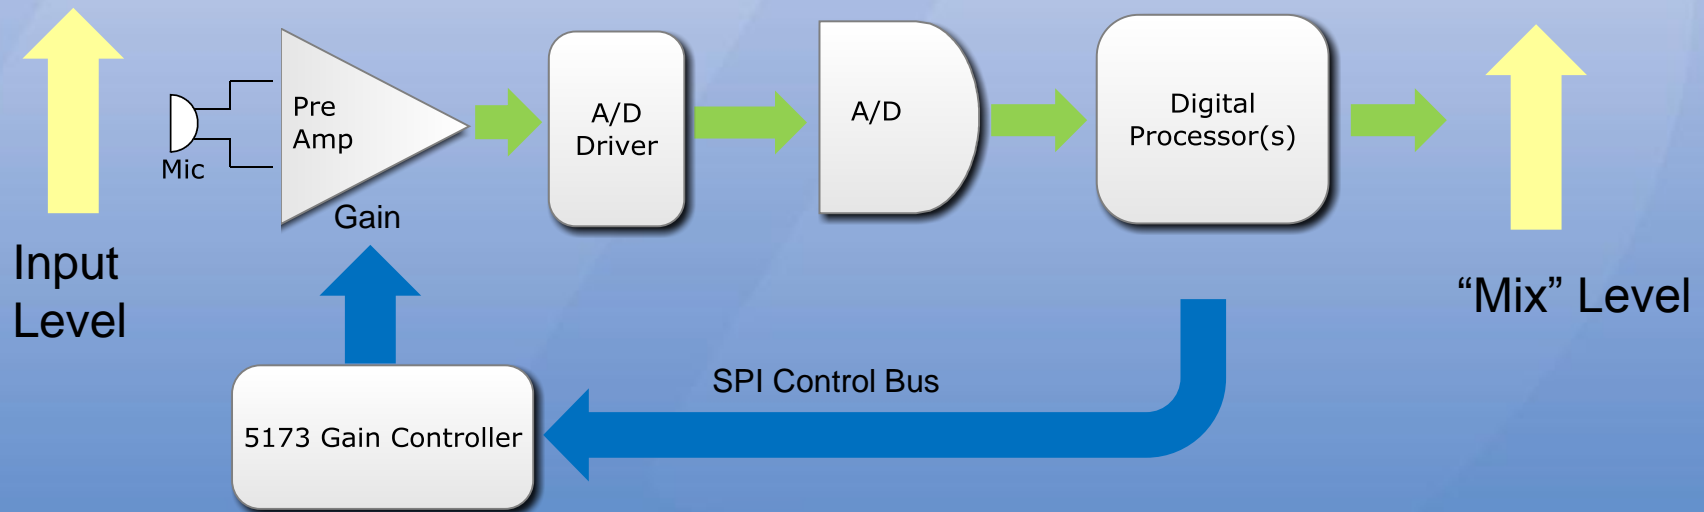 Pre
Amp
Mic
Gain
A/D
Driver
A/D
Digital
Processor(s)
Input
Level
“Mix” Level
SPI Control Bus
5173 Gain Controller